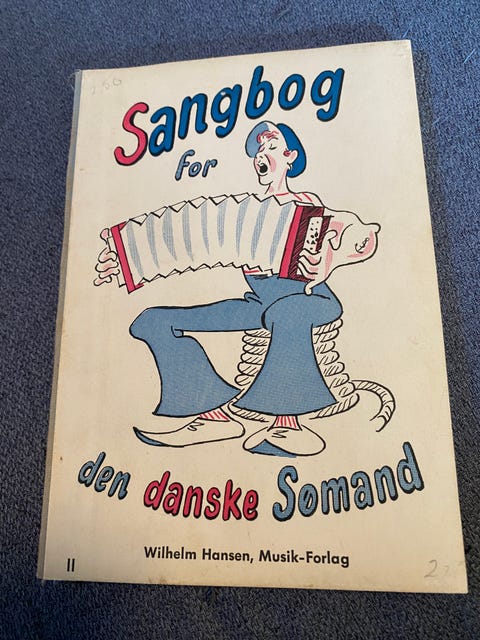 Sangbog
for
den danske Sømand
Wilhelm Hansen, Musik-Forlag
II